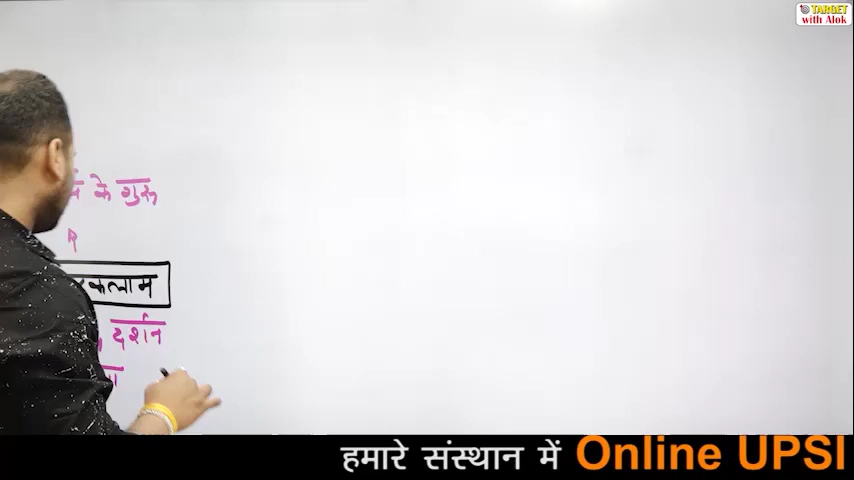 TARGET
with Alok
के गुरु
कलाम
दर्शन
हमारे संस्थान में Online UPSI